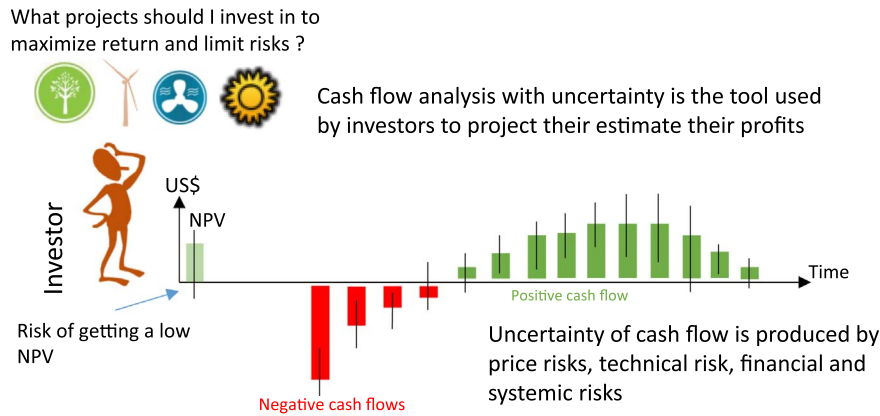 What projects should I invest in to
maximize return and limit risks ?
Cash flow analysis with uncertainty is the tool used
by investors to project their estimate their profits
Investor
US$
NPV
Time
Positive cash flow
Risk of getting a low
NPV
Uncertainty of cash flow is produced by
price risks, technical risk, financial and
systemic risks
Negative cash flows